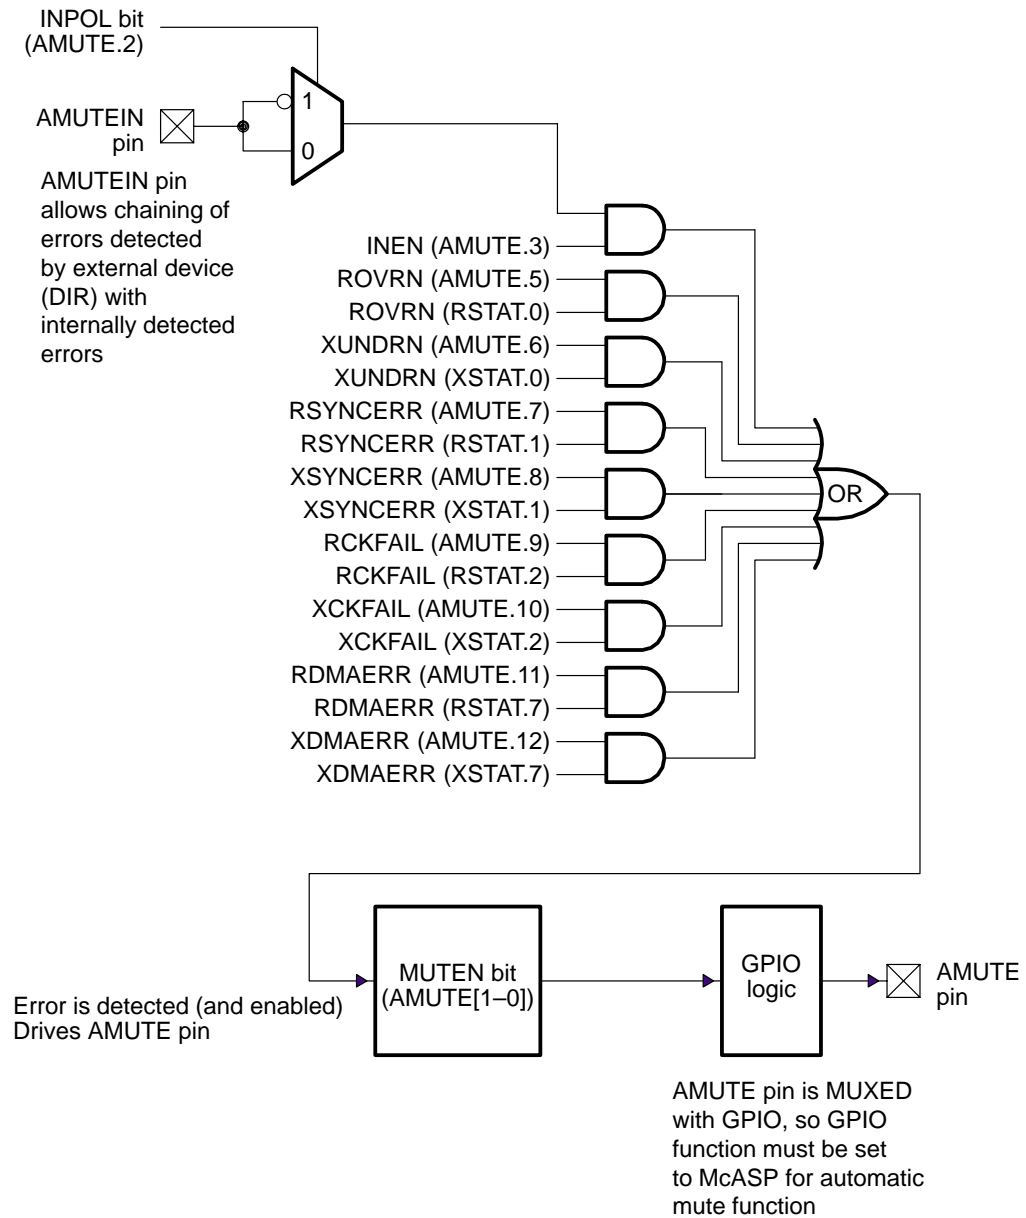 INPOL bit
(AMUTE.2)
AMUTEIN
pin
1
0
AMUTEIN pin
allows chaining of
errors detected
by external device
(DIR) with
internally detected
errors
INEN (AMUTE.3)
ROVRN (AMUTE.5)
ROVRN (RSTAT.0)
XUNDRN (AMUTE.6)
XUNDRN (XSTAT.0)
RSYNCERR (AMUTE.7)
RSYNCERR (RSTAT.1)
XSYNCERR (AMUTE.8)
XSYNCERR (XSTAT.1)
RCKFAIL (AMUTE.9)
RCKFAIL (RSTAT.2)
XCKFAIL (AMUTE.10)
XCKFAIL (XSTAT.2)
RDMAERR (AMUTE.11)
RDMAERR (RSTAT.7)
XDMAERR (AMUTE.12)
XDMAERR (XSTAT.7)
OR
Error is detected (and enabled)
Drives AMUTE pin
MUTEN bit
(AMUTE[1–0])
GPIO
logic
AMUTE
pin
AMUTE pin is MUXED
with GPIO, so GPIO
function must be set
to McASP for automatic
mute function